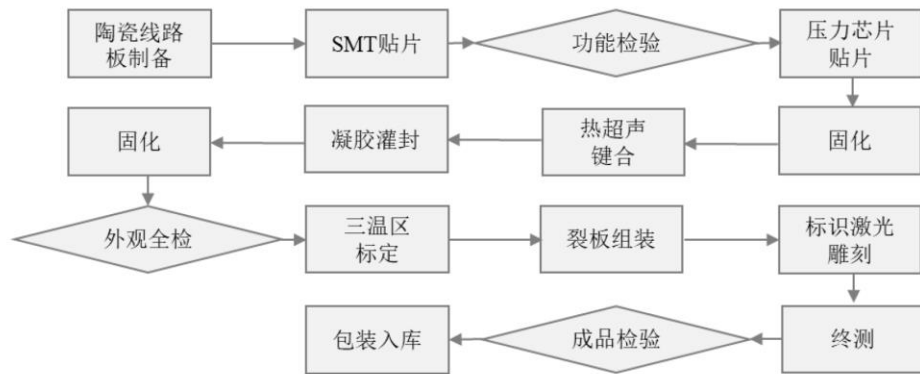 陶瓷线路
板制备
SMT贴片
功能检验
压力芯片
贴片
固化
热超声
键合
凝胶灌封
固化
外观全检
三温区
标定
裂板组装
标识激光
雕刻
终测
成品检验
包装入库